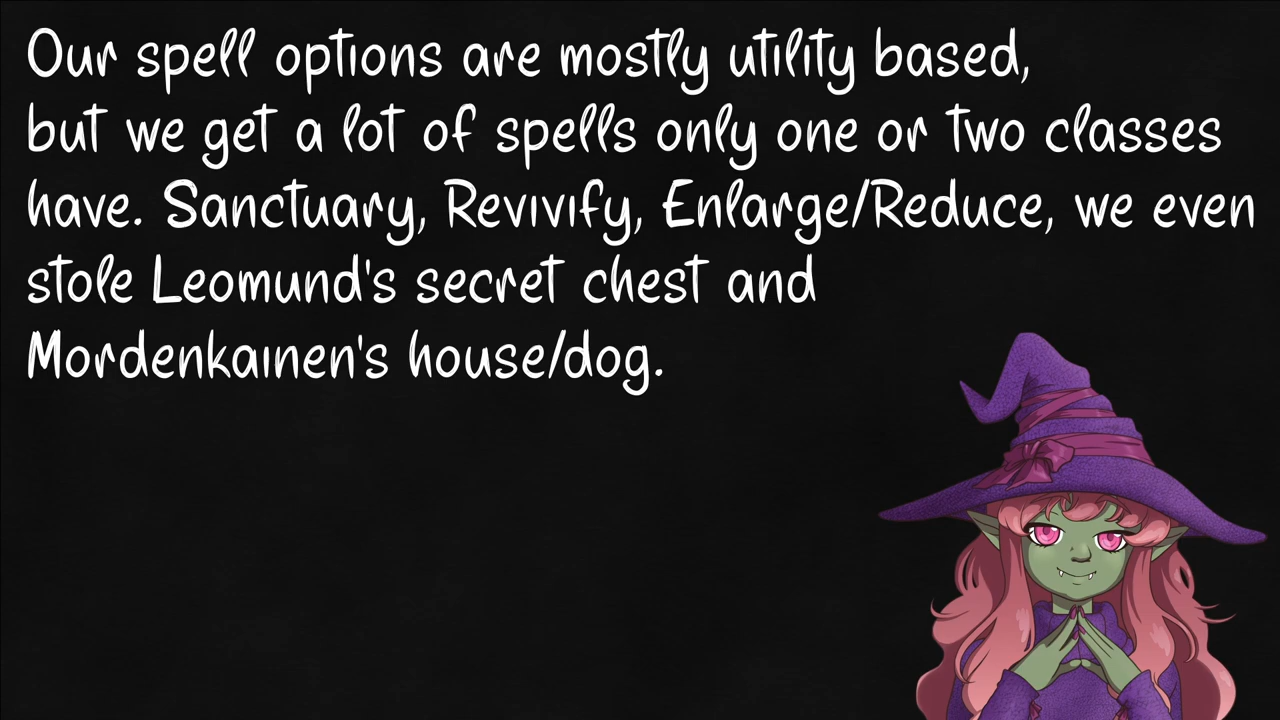 Our spell options are mostly utility based,
but we get a lot of spells only one or two classes
have. Sanctuary, Revivify, Enlarge/Reduce, we even
stole Leomund's secret chest and
Mordenkainen's house/dog.